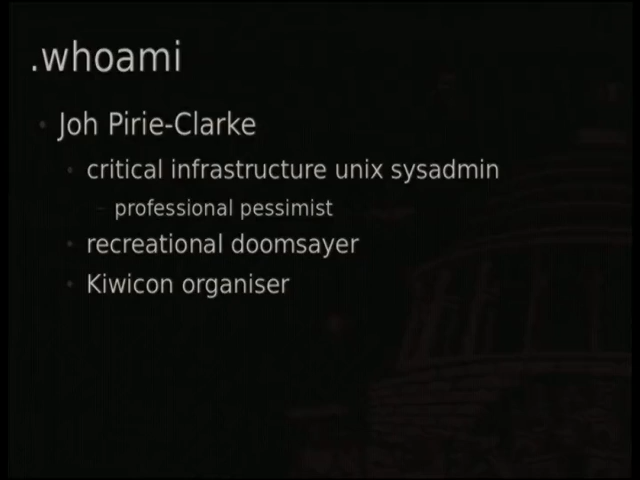 .whoami
Joh Pirie-Clarke
critical infrastructure unix sysadmin
professional pessimist
recreational doomsayer
Kiwicon organiser